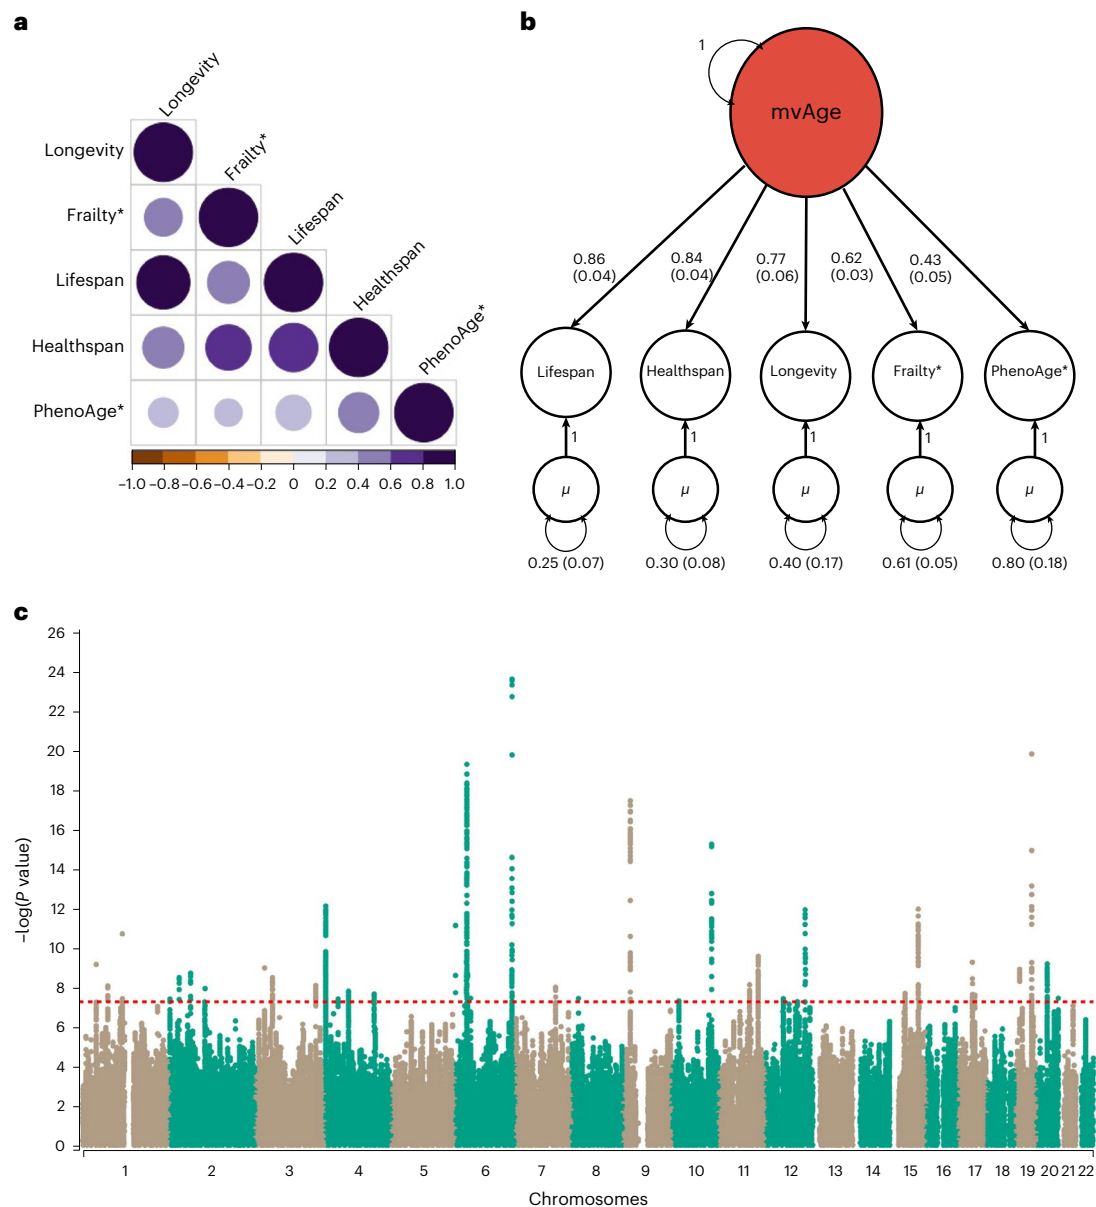 a
Longevity
Frailty*
Lifespan
Healthspan
PhenoAge*
Longevity
Frailty*
Lifespan
Healthspan
PhenoAge*
–1.0 –0.8 –0.6 –0.4 –0.2 0 0.2 0.4 0.6 0.8 1.0
b
1
mvAge
0.86 0.84 0.77 0.62 0.43
(0.04) (0.04) (0.06) (0.03) (0.05)
Lifespan Healthspan Longevity Frailty* PhenoAge*
1 1 1 1 1
μ μ μ μ μ
0.25 (0.07) 0.30 (0.08) 0.40 (0.17) 0.61 (0.05) 0.80 (0.18)
c
–log(P value)
26
24
22
20
18
16
14
12
10
8
6
4
2
0
1 2 3 4 5 6 7 8 9 10 11 12 13 14 15 16 17 18 19 20 21 22
Chromosomes